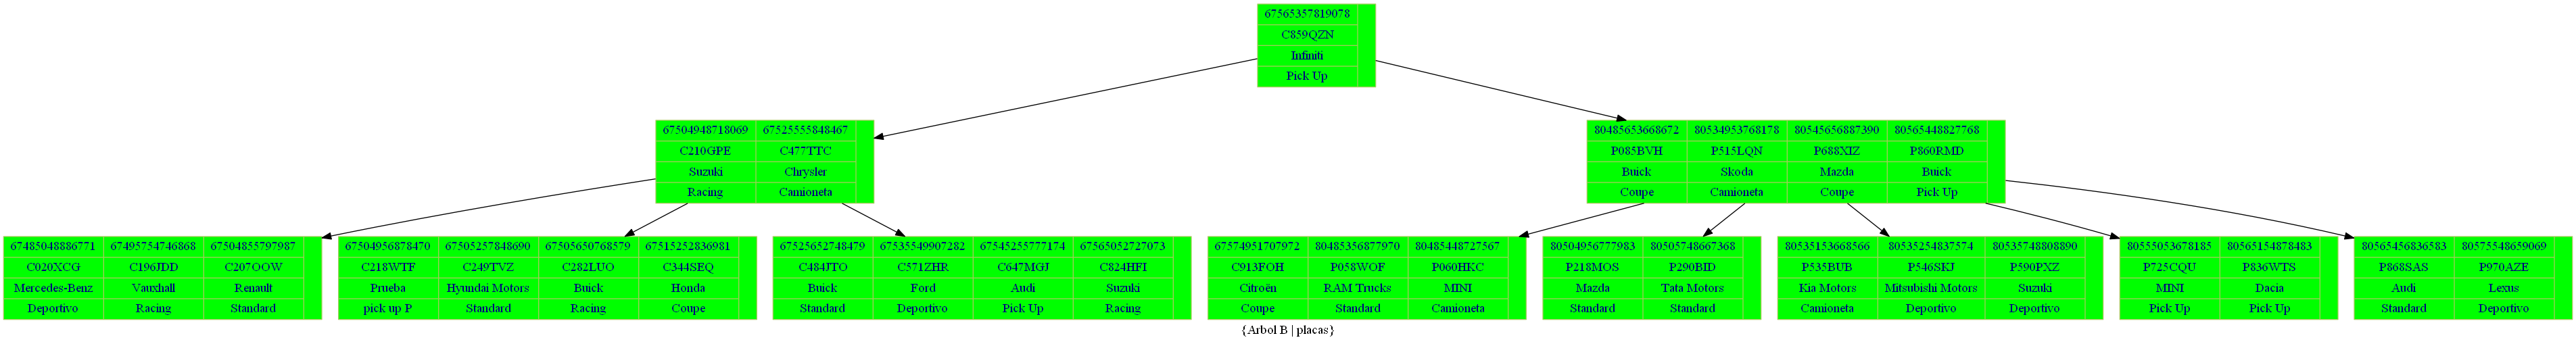 67565357819078
C859QZN
Infiniti
Pick Up
67504948718069 67525555848467
C210GPE C477TTC
Suzuki Chrysler
Racing Camioneta
80485653668672 80534953768178 80545656887390 80565448827768
P085BVH P515LQN P688XIZ P860RMD
Buick Skoda Mazda Buick
Coupe Camioneta Coupe Pick Up
67485048886771 67495754746868 67504855797987
C020XCG C196JDD C207OOW
Mercedes-Benz Vauxhall Renault
Deportivo Racing Standard
67504956878470 67505257848690 67505650768579 67515252836981
C218WTF C249TVZ C282LUO C344SEQ
Prueba Hyundai Motors Buick Honda
pick up P Standard Racing Coupe
67525652748479 67535549907282 67545255777174 67565052727073
C484JTO C571ZHR C647MGJ C824HFI
Buick Ford Audi Suzuki
Standard Deportivo Pick Up Racing
67574951707972 80485356877970 80485448727567
C913FOH P058WOF P060HKC
Citroën RAM Trucks MINI
Coupe Standard Camioneta
80504956777983 80505748667368
P218MOS P290BID
Mazda Tata Motors
Standard Standard
80535153668566 80535254837574 80535748808890
P535BUB P546SKJ P590PXZ
Kia Motors Mitsubishi Motors Suzuki
Camioneta Deportivo Deportivo
80555053678185 80565154878483
P725CQU P836WTS
MINI Dacia
Pick Up Pick Up
80565456836583 80575548659069
P868SAS P970AZE
Audi Lexus
Standard Deportivo
{Arbol B | placas}